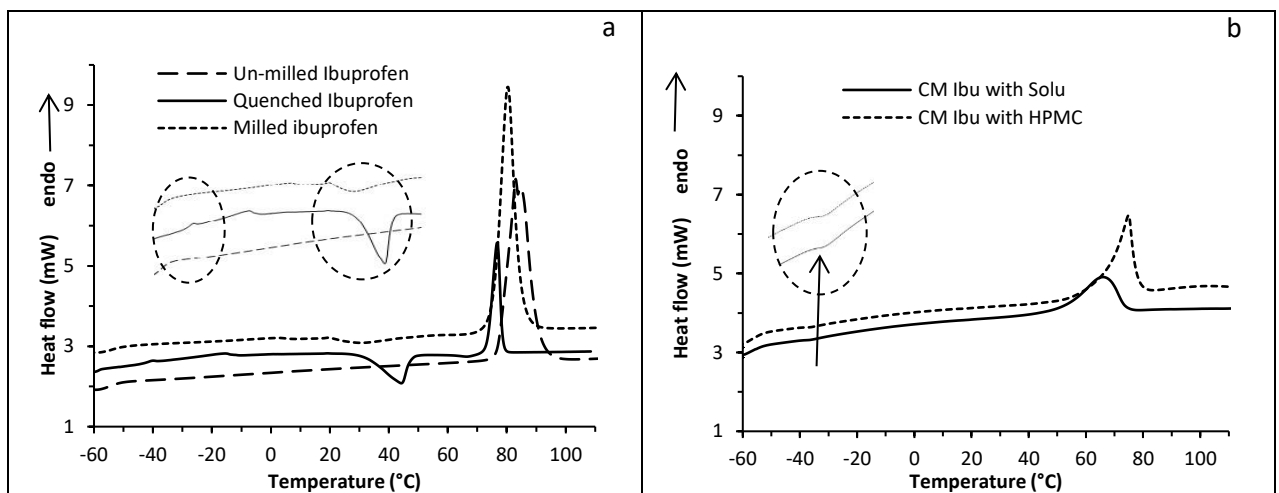 a
Un-milled Ibuprofen
Quenched Ibuprofen
Milled ibuprofen
Heat flow (mW) endo
9
7
5
3
1
-60 -40 -20 0 20 40 60 80 100
Temperature (°C)
b
CM Ibu with Solu
CM Ibu with HPMC
Heat flow (mW) endo
9
7
5
3
1
-60 -40 -20 0 20 40 60 80 100
Temperature (°C)